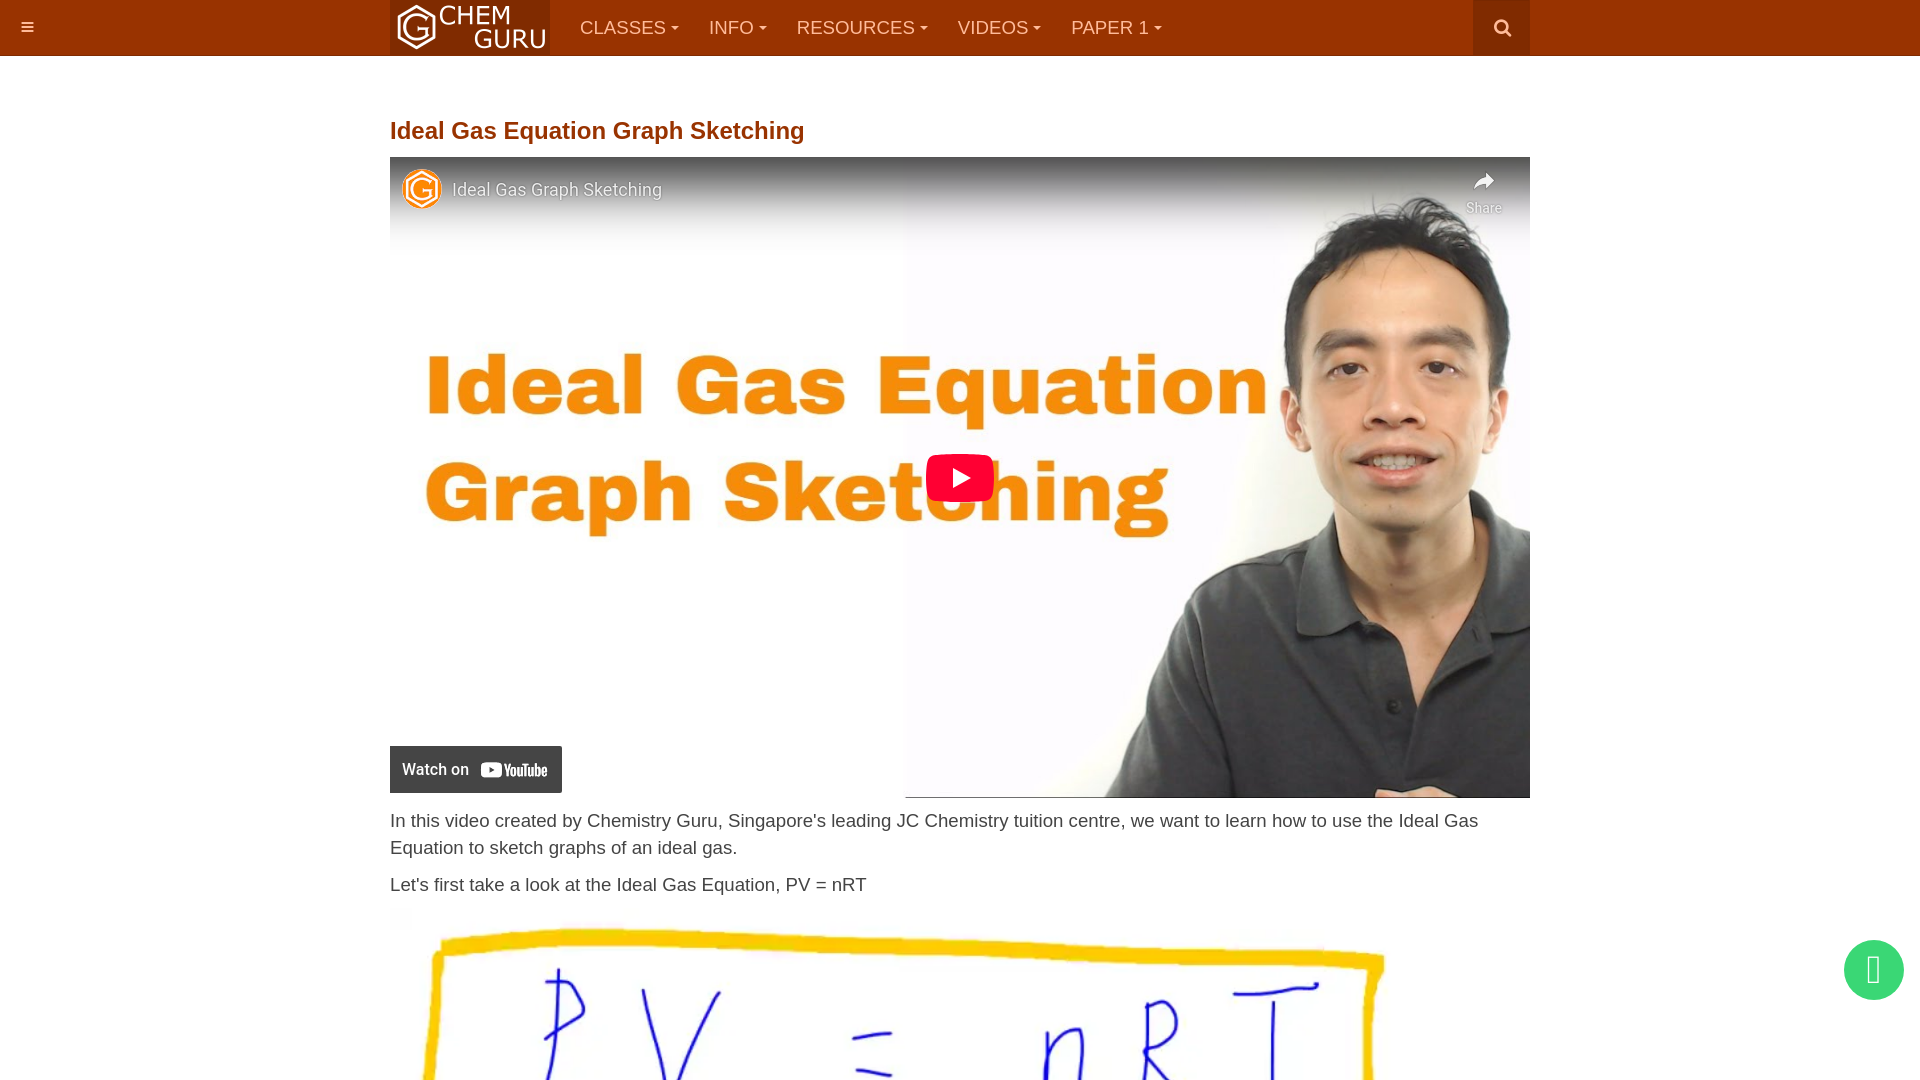 CHEM GURU
CLASSES INFO RESOURCES VIDEOS PAPER 1
Ideal Gas Equation Graph Sketching
Ideal Gas Graph Sketching
Share
Ideal Gas Equation
Graph Sketching
Watch on YouTube
In this video created by Chemistry Guru, Singapore's leading JC Chemistry tuition centre, we want to learn how to use the Ideal Gas
Equation to sketch graphs of an ideal gas.
Let's first take a look at the Ideal Gas Equation, PV = nRT
PV = nRT